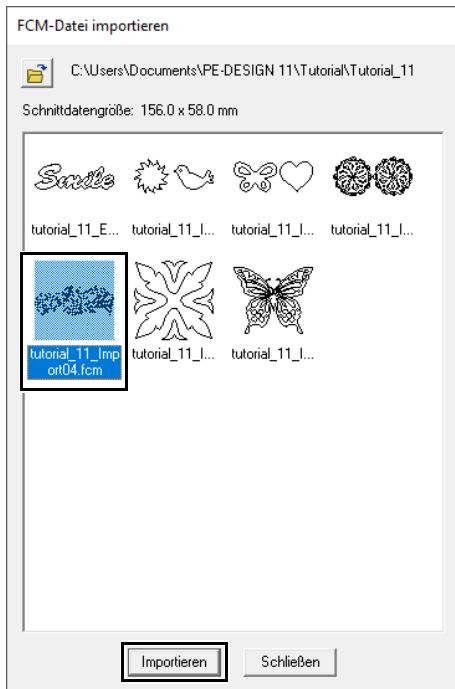 FCM-Datei importieren
C:\Users\Documents\PE-DESIGN 11\Tutorial\Tutorial_11
Schnittdatengröße: 156.0 x 58.0 mm
Smile
tutorial_11_E... tutorial_11_I... tutorial_11_I... tutorial_11_I...
tutorial_11_Imp
ort04.fcm
tutorial_11_I... tutorial_11_I...
Importieren Schließen